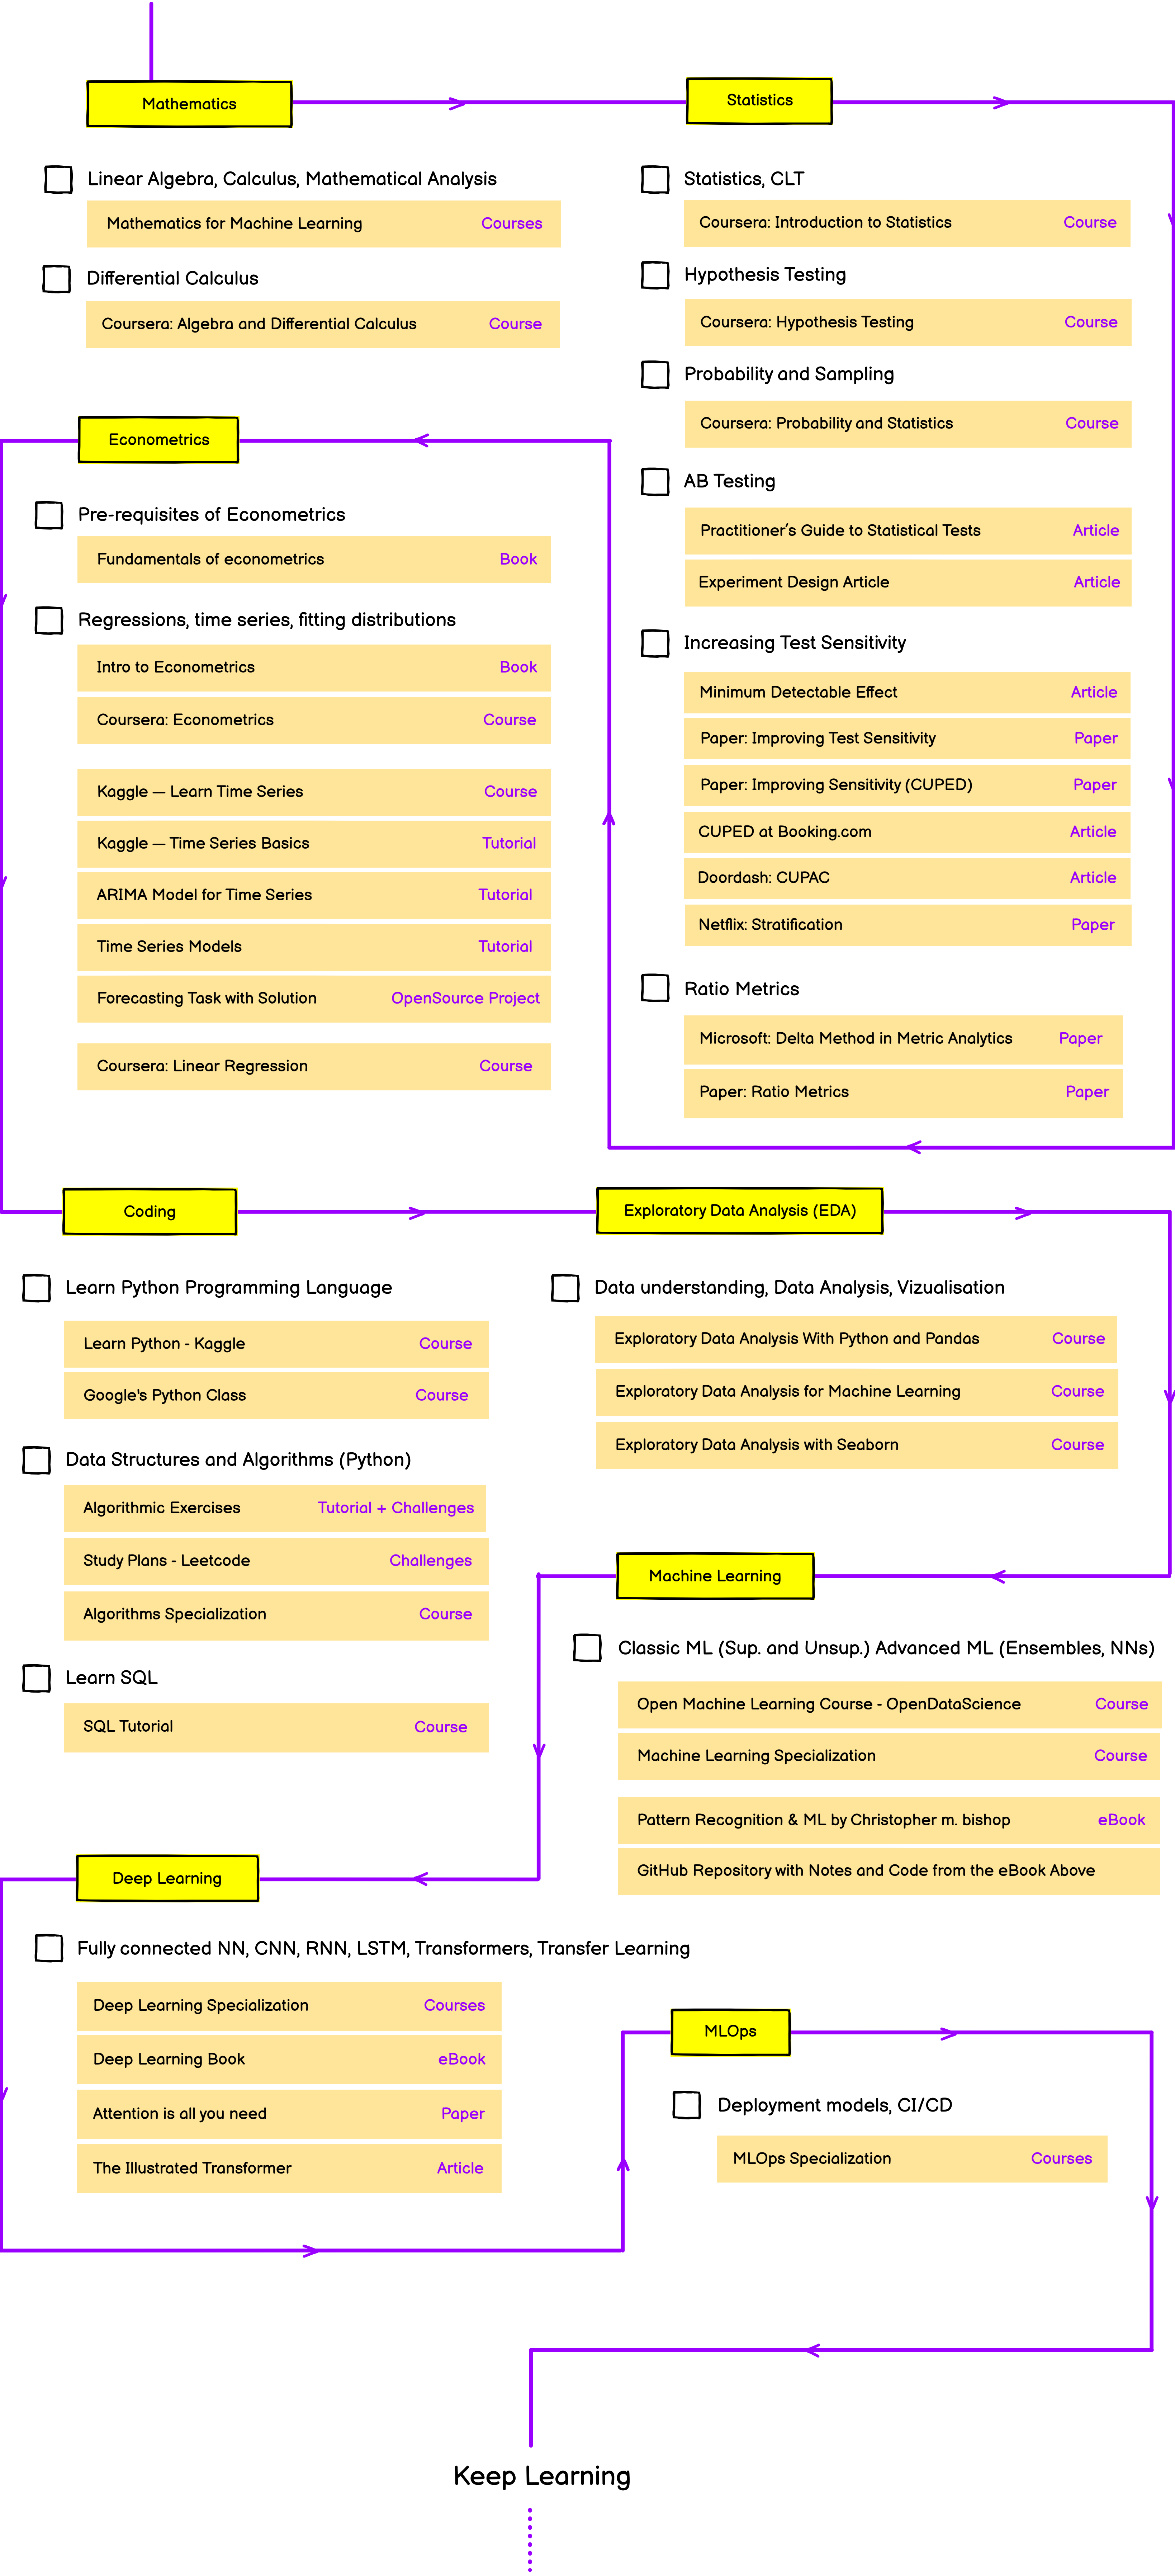 Mathematics
Linear Algebra, Calculus, Mathematical Analysis
Mathematics for Machine Learning Courses
Differential Calculus
Coursera: Algebra and Differential Calculus Course
Statistics
Statistics, CLT
Coursera: Introduction to Statistics Course
Hypothesis Testing
Coursera: Hypothesis Testing Course
Probability and Sampling
Coursera: Probability and Statistics Course
AB Testing
Practitioner’s Guide to Statistical Tests Article
Experiment Design Article Article
Increasing Test Sensitivity
Minimum Detectable Effect Article
Paper: Improving Test Sensitivity Paper
Paper: Improving Sensitivity (CUPED) Paper
CUPED at Booking.com Article
Doordash: CUPAC Article
Netflix: Stratification Paper
Ratio Metrics
Microsoft: Delta Method in Metric Analytics Paper
Paper: Ratio Metrics Paper
Econometrics
Pre-requisites of Econometrics
Fundamentals of econometrics Book
Regressions, time series, fitting distributions
Intro to Econometrics Book
Coursera: Econometrics Course
Kaggle — Learn Time Series Course
Kaggle — Time Series Basics Tutorial
ARIMA Model for Time Series Tutorial
Time Series Models Tutorial
Forecasting Task with Solution OpenSource Project
Coursera: Linear Regression Course
Coding
Learn Python Programming Language
Learn Python - Kaggle Course
Google's Python Class Course
Data Structures and Algorithms (Python)
Algorithmic Exercises Tutorial + Challenges
Study Plans - Leetcode Challenges
Algorithms Specialization Course
Learn SQL
SQL Tutorial Course
Exploratory Data Analysis (EDA)
Data understanding, Data Analysis, Vizualisation
Exploratory Data Analysis With Python and Pandas Course
Exploratory Data Analysis for Machine Learning Course
Exploratory Data Analysis with Seaborn Course
Machine Learning
Classic ML (Sup. and Unsup.) Advanced ML (Ensembles, NNs)
Open Machine Learning Course - OpenDataScience Course
Machine Learning Specialization Course
Pattern Recognition & ML by Christopher m. bishop eBook
GitHub Repository with Notes and Code from the eBook Above
Deep Learning
Fully connected NN, CNN, RNN, LSTM, Transformers, Transfer Learning
Deep Learning Specialization Courses
Deep Learning Book eBook
Attention is all you need Paper
The Illustrated Transformer Article
MLOps
Deployment models, CI/CD
MLOps Specialization Courses
Keep Learning